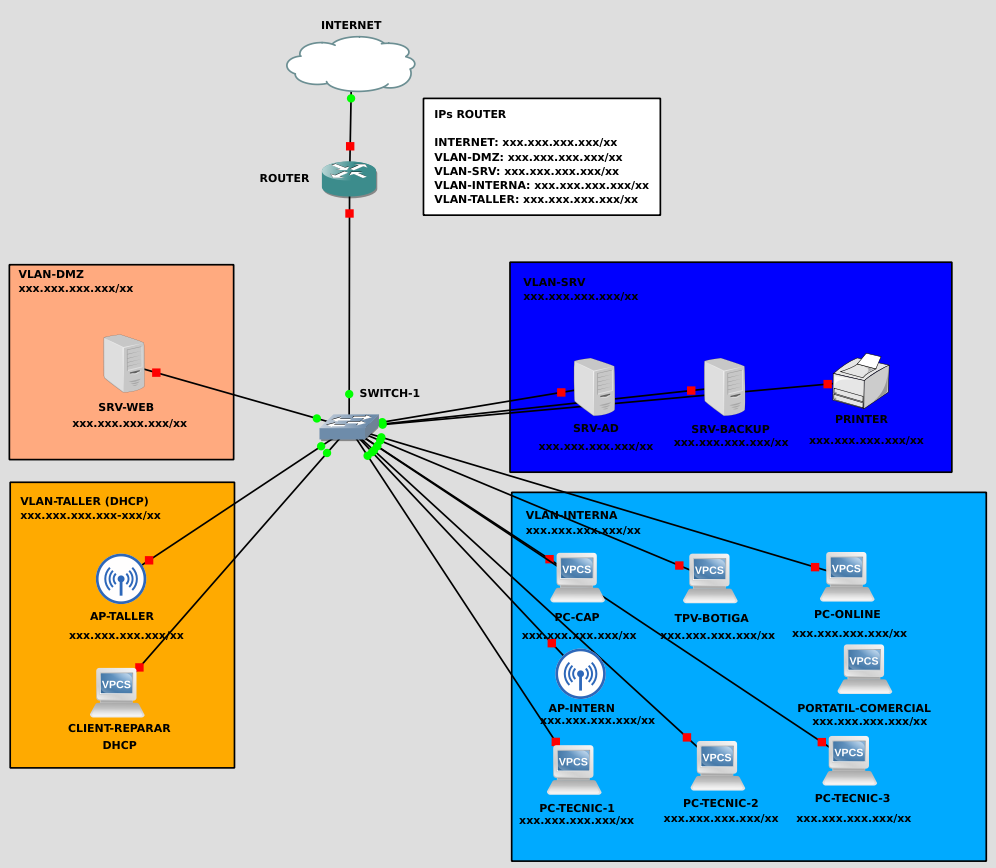 INTERNET
IPs ROUTER
INTERNET: xxx.xxx.xxx.xxx/xx
VLAN-DMZ: xxx.xxx.xxx.xxx/xx
VLAN-SRV: xxx.xxx.xxx.xxx/xx
VLAN-INTERNA: xxx.xxx.xxx.xxx/xx
VLAN-TALLER: xxx.xxx.xxx.xxx/xx
ROUTER
VLAN-DMZ
xxx.xxx.xxx.xxx/xx
SRV-WEB
xxx.xxx.xxx.xxx/xx
SWITCH-1
VLAN-SRV
xxx.xxx.xxx.xxx/xx
SRV-AD
xxx.xxx.xxx.xxx/xx
SRV-BACKUP
xxx.xxx.xxx.xxx/xx
PRINTER
xxx.xxx.xxx.xxx/xx
VLAN-TALLER (DHCP)
xxx.xxx.xxx.xxx-xxx/xx
AP-TALLER
xxx.xxx.xxx.xxx/xx
VPCS
CLIENT-REPARAR
DHCP
VLAN-INTERNA
xxx.xxx.xxx.xxx/xx
VPCS
PC-CAP
xxx.xxx.xxx.xxx/xx
VPCS
TPV-BOTIGA
xxx.xxx.xxx.xxx/xx
VPCS
PC-ONLINE
xxx.xxx.xxx.xxx/xx
AP-INTERN
xxx.xxx.xxx.xxx/xx
VPCS
PORTATIL-COMERCIAL
xxx.xxx.xxx.xxx/xx
VPCS
PC-TECNIC-1
xxx.xxx.xxx.xxx/xx
VPCS
PC-TECNIC-2
xxx.xxx.xxx.xxx/xx
VPCS
PC-TECNIC-3
xxx.xxx.xxx.xxx/xx